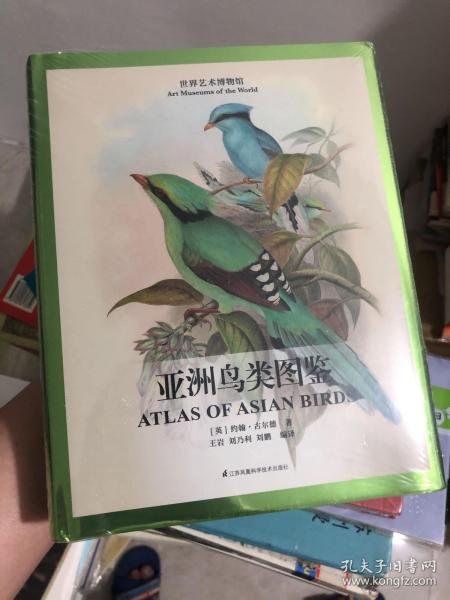 世界艺术博物馆
Art Museums of the World
亚洲鸟类图鉴
ATLAS OF ASIAN BIRDS
[英] 约翰·古尔德 著
王岩 刘乃利 刘鹏 编译
江苏凤凰科学技术出版社
孔夫子旧书网
www.kongfz.com